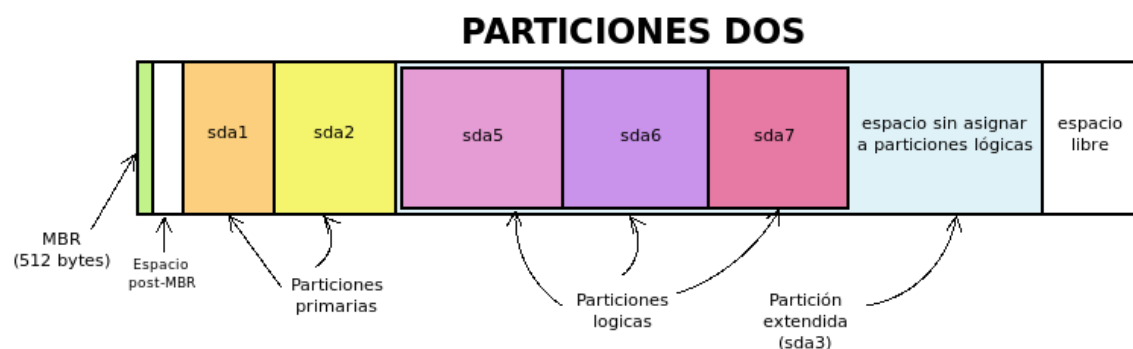 PARTICIONES DOS
sda1
sda2
sda5
sda6
sda7
espacio sin asignar
a particiones lógicas
espacio
libre
MBR
(512 bytes)
Espacio
post-MBR
Particiones
primarias
Particiones
logicas
Partición
extendida
(sda3)